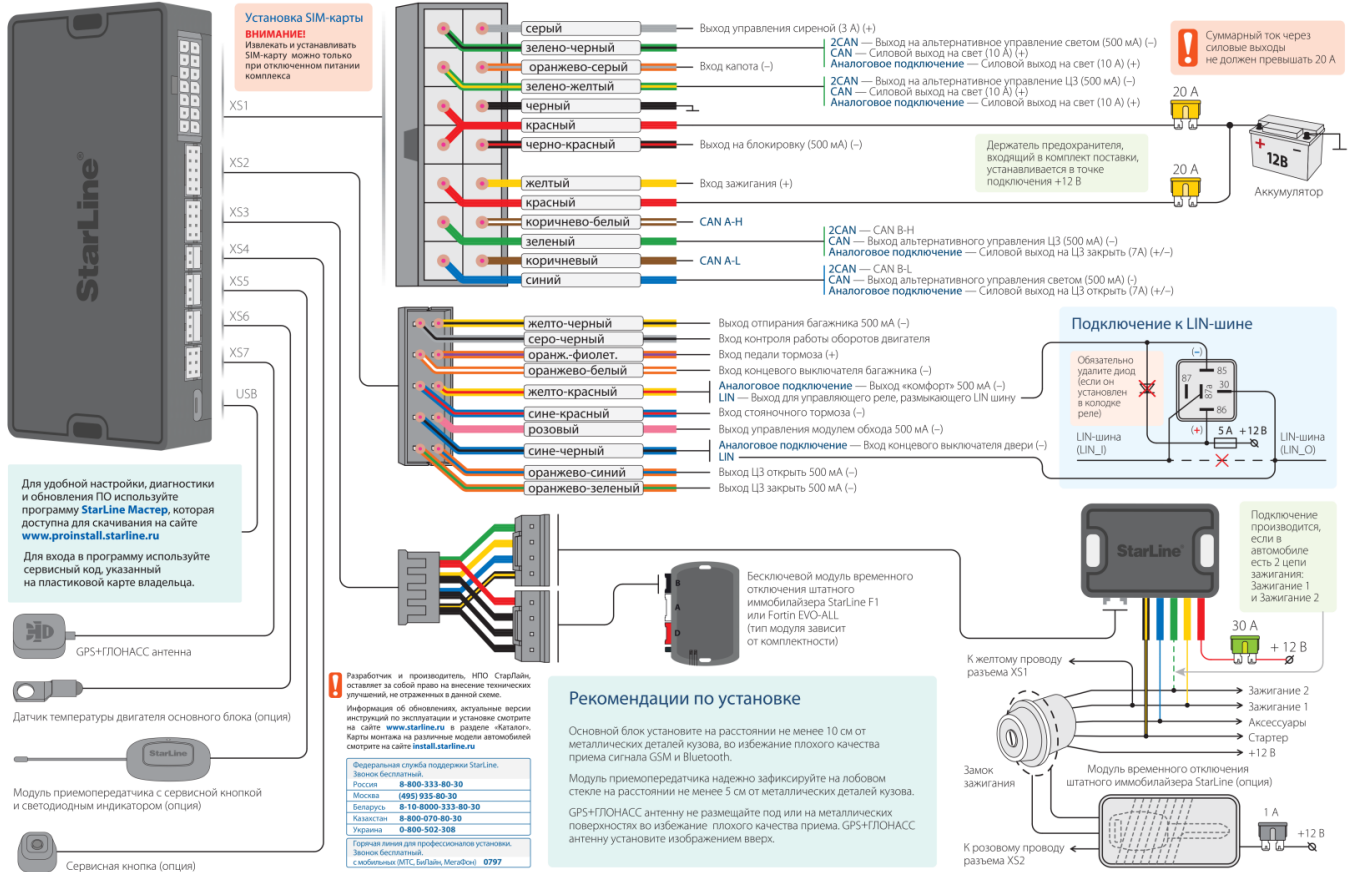 StarLine®
Установка SIM-карты
ВНИМАНИЕ!
Извлекать и устанавливать
SIM-карту можно только
при отключенном питании
комплекса
XS1
XS2
XS3
XS4
XS5
XS6
XS7
USB
серый
Выход управления сиреной (3 А) (+)
зелено-черный
2CAN — Выход на альтернативное управление светом (500 мА) (–)
CAN — Силовой выход на свет (10 А) (+)
Аналоговое подключение — Силовой выход на свет (10 А) (+)
оранжево-серый
Вход капота (–)
зелено-желтый
2CAN — Выход на альтернативное управление ЦЗ (500 мА) (–)
CAN — Силовой выход на свет (10 А) (+)
Аналоговое подключение — Силовой выход на свет (10 А) (+)
черный
красный
черно-красный
Выход на блокировку (500 мА) (–)
желтый
Вход зажигания (+)
красный
коричнево-белый
CAN A-H
зеленый
2CAN — CAN B-H
CAN — Выход альтернативного управления ЦЗ (500 мА) (–)
Аналоговое подключение — Силовой выход на ЦЗ закрыть (7А) (+/–)
коричневый
CAN A-L
синий
2CAN — CAN B-L
CAN — Выход альтернативного управления светом (500 мА) (-)
Аналоговое подключение — Силовой выход на ЦЗ открыть (7А) (+/–)
Суммарный ток через
силовые выходы
не должен превышать 20 А
20 А
20 А
Держатель предохранителя,
входящий в комплект поставки,
устанавливается в точке
подключения +12 В
+ –
12В
Аккумулятор
желто-черный
Выход отпирания багажника 500 мА (–)
серо-черный
Вход контроля работы оборотов двигателя
оранж.-фиолет.
Вход педали тормоза (+)
оранжево-белый
Вход концевого выключателя багажника (–)
желто-красный
Аналоговое подключение — Выход «комфорт» 500 мА (–)
LIN — Выход для управляющего реле, размыкающего LIN шину
сине-красный
Вход стояночного тормоза (–)
розовый
Выход управления модулем обхода 500 мА (–)
сине-черный
Аналоговое подключение — Вход концевого выключателя двери (–)
LIN
оранжево-синий
Выход ЦЗ открыть 500 мА (–)
оранжево-зеленый
Выход ЦЗ закрыть 500 мА (–)
Подключение к LIN-шине
Обязательно
удалите диод
(если он
установлен
в колодке
реле)
(–)
85
87
87a
30
86
(+)
5 А
+12 В
LIN-шина
(LIN_I)
LIN-шина
(LIN_O)
Для удобной настройки, диагностики
и обновления ПО используйте
программу StarLine Мастер, которая
доступна для скачивания на сайте
www.proinstall.starline.ru
Для входа в программу используйте
сервисный код, указанный
на пластиковой карте владельца.
GPS+ГЛОНАСС антенна
Датчик температуры двигателя основного блока (опция)
StarLine
Модуль приемопередатчика с сервисной кнопкой
и светодиодным индикатором (опция)
Сервисная кнопка (опция)
B
A
D
Бесключевой модуль временного
отключения штатного
иммобилайзера StarLine F1
или Fortin EVO-ALL
(тип модуля зависит
от комплектности)
Разработчик и производитель, НПО СтарЛайн,
оставляет за собой право на внесение технических
улучшений, не отраженных в данной схеме.
Информация об обновлениях, актуальные версии
инструкций по эксплуатации и установке смотрите
на сайте www.starline.ru в разделе «Каталог».
Карты монтажа на различные модели автомобилей
смотрите на сайте install.starline.ru
Федеральная служба поддержки StarLine.
Звонок бесплатный.
Россия 8-800-333-80-30
Москва (495) 935-80-30
Беларусь 8-10-8000-333-80-30
Казахстан 8-800-070-80-30
Украина 0-800-502-308
Горячая линия для профессионалов установки.
Звонок бесплатный.
с мобильных (МТС, БиЛайн, МегаФон) 0797
Рекомендации по установке
Основной блок установите на расстоянии не менее 10 см от
металлических деталей кузова, во избежание плохого качества
приема сигнала GSM и Bluetooth.
Модуль приемопередатчика надежно зафиксируйте на лобовом
стекле на расстоянии не менее 5 см от металлических деталей кузова.
GPS+ГЛОНАСС антенну не размещайте под или на металлических
поверхностях во избежание плохого качества приема. GPS+ГЛОНАСС
антенну установите изображением вверх.
StarLine®
Подключение
производится,
если в
автомобиле
есть 2 цепи
зажигания:
Зажигание 1
и Зажигание 2
30 А
+ 12 В
К желтому проводу
разъема XS1
Зажигание 2
Зажигание 1
Аксессуары
Стартер
+12 В
Замок
зажигания
Модуль временного отключения
штатного иммобилайзера StarLine (опция)
1 А
+12 В
К розовому проводу
разъема XS2